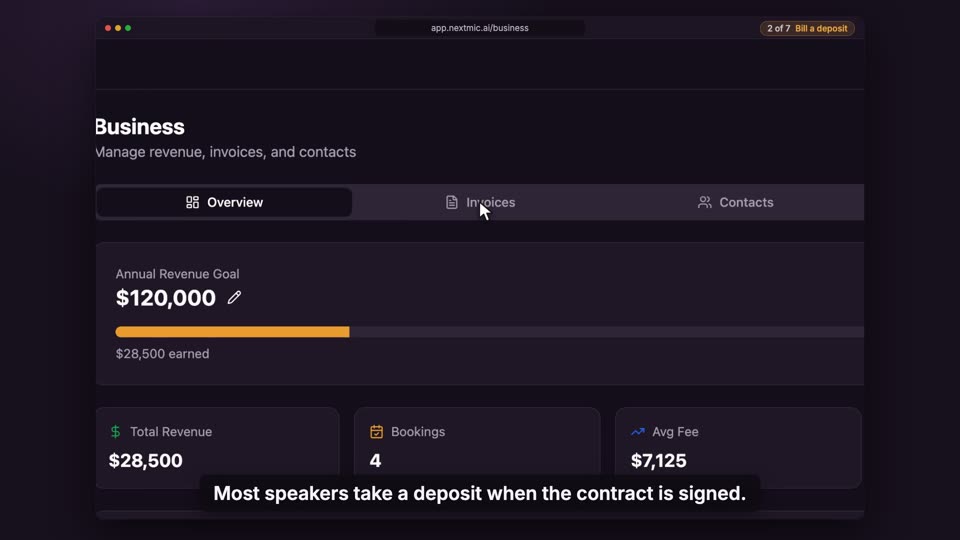 app.nextmic.ai/business
2 of 7 Bill a deposit
Business
Manage revenue, invoices, and contacts
Overview
Invoices
Contacts
Annual Revenue Goal
$120,000
$28,500 earned
Total Revenue
$28,500
Bookings
4
Avg Fee
$7,125
Most speakers take a deposit when the contract is signed.